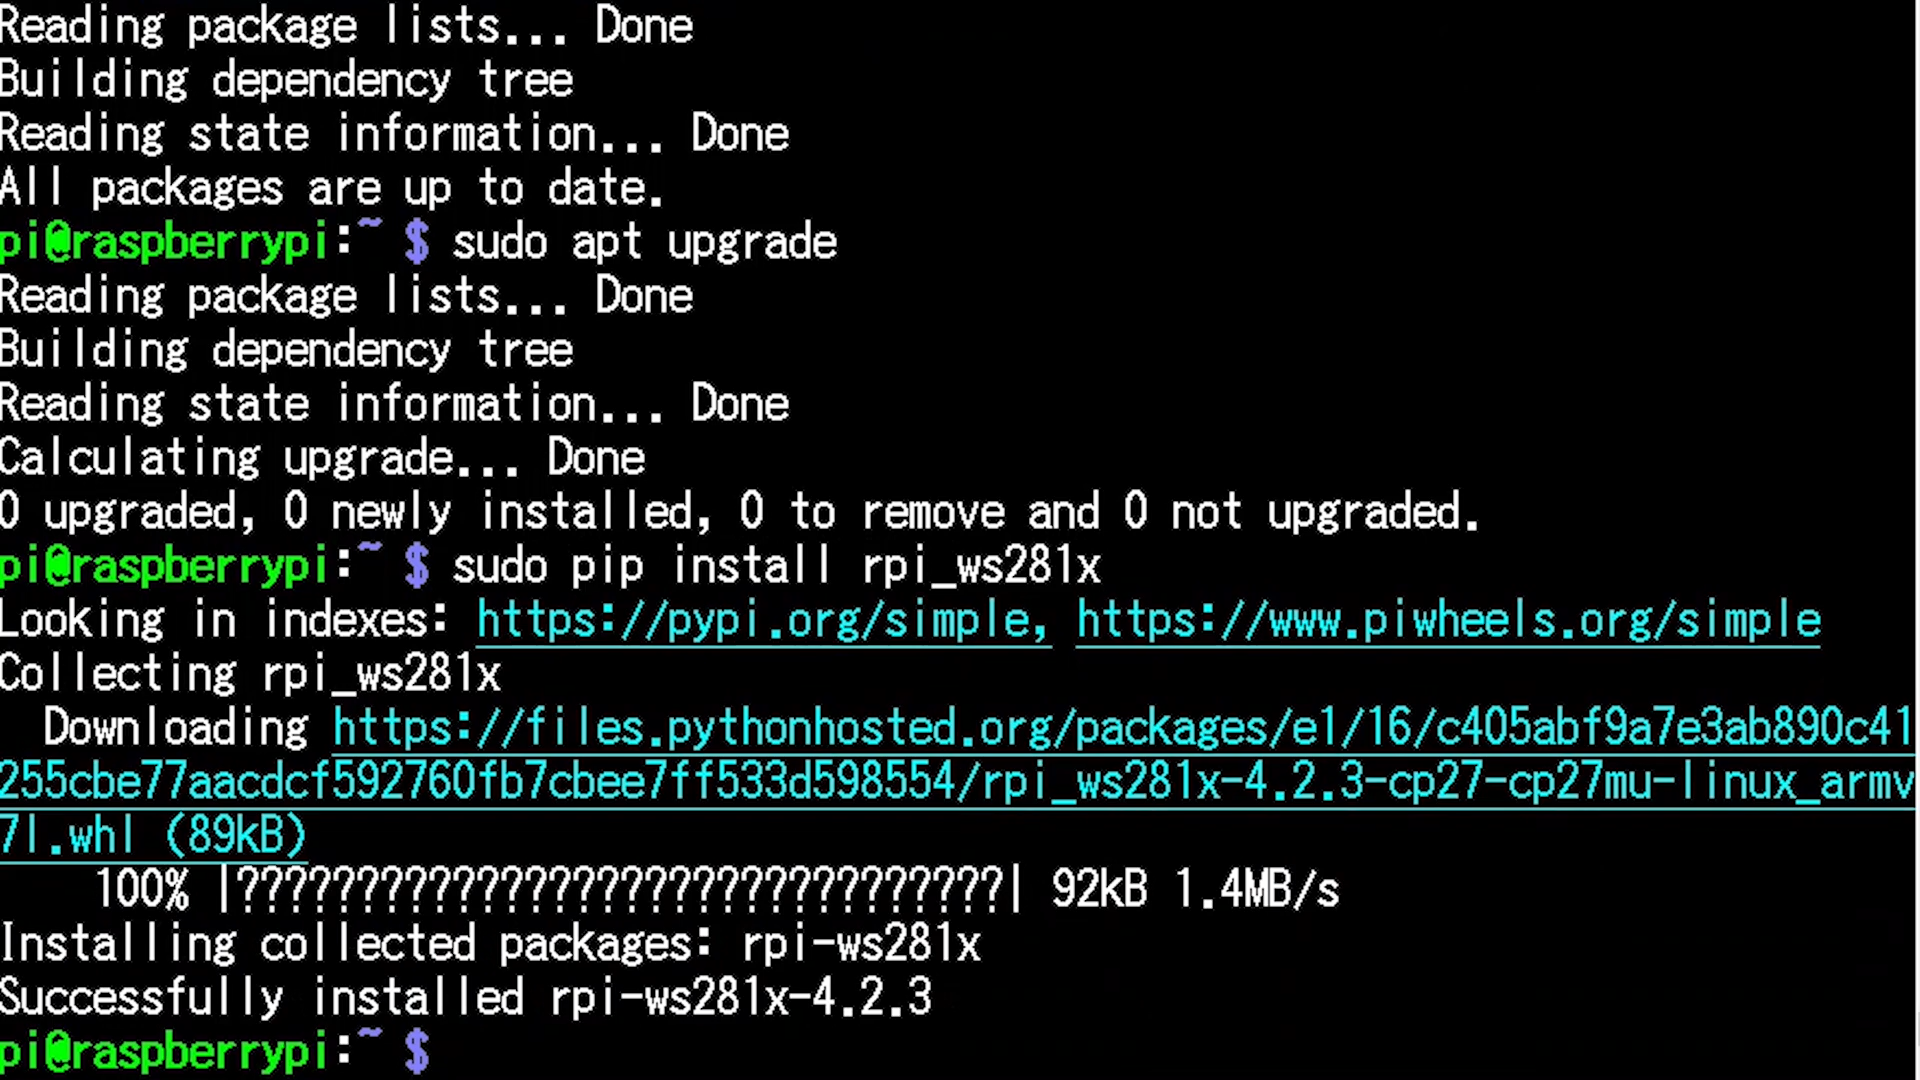 Reading package lists... Done
Building dependency tree
Reading state information... Done
All packages are up to date.
pi@raspberrypi:~ $ sudo apt upgrade
Reading package lists... Done
Building dependency tree
Reading state information... Done
Calculating upgrade... Done
0 upgraded, 0 newly installed, 0 to remove and 0 not upgraded.
pi@raspberrypi:~ $ sudo pip install rpi_ws281x
Looking in indexes: https://pypi.org/simple, https://www.piwheels.org/simple
Collecting rpi_ws281x
  Downloading https://files.pythonhosted.org/packages/e1/16/c405abf9a7e3ab890c41
255cbe77aacdcf592760fb7cbee7ff533d598554/rpi_ws281x-4.2.3-cp27-cp27mu-linux_armv
7l.whl (89kB)
    100% |????????????????????????????????| 92kB 1.4MB/s
Installing collected packages: rpi-ws281x
Successfully installed rpi-ws281x-4.2.3
pi@raspberrypi:~ $